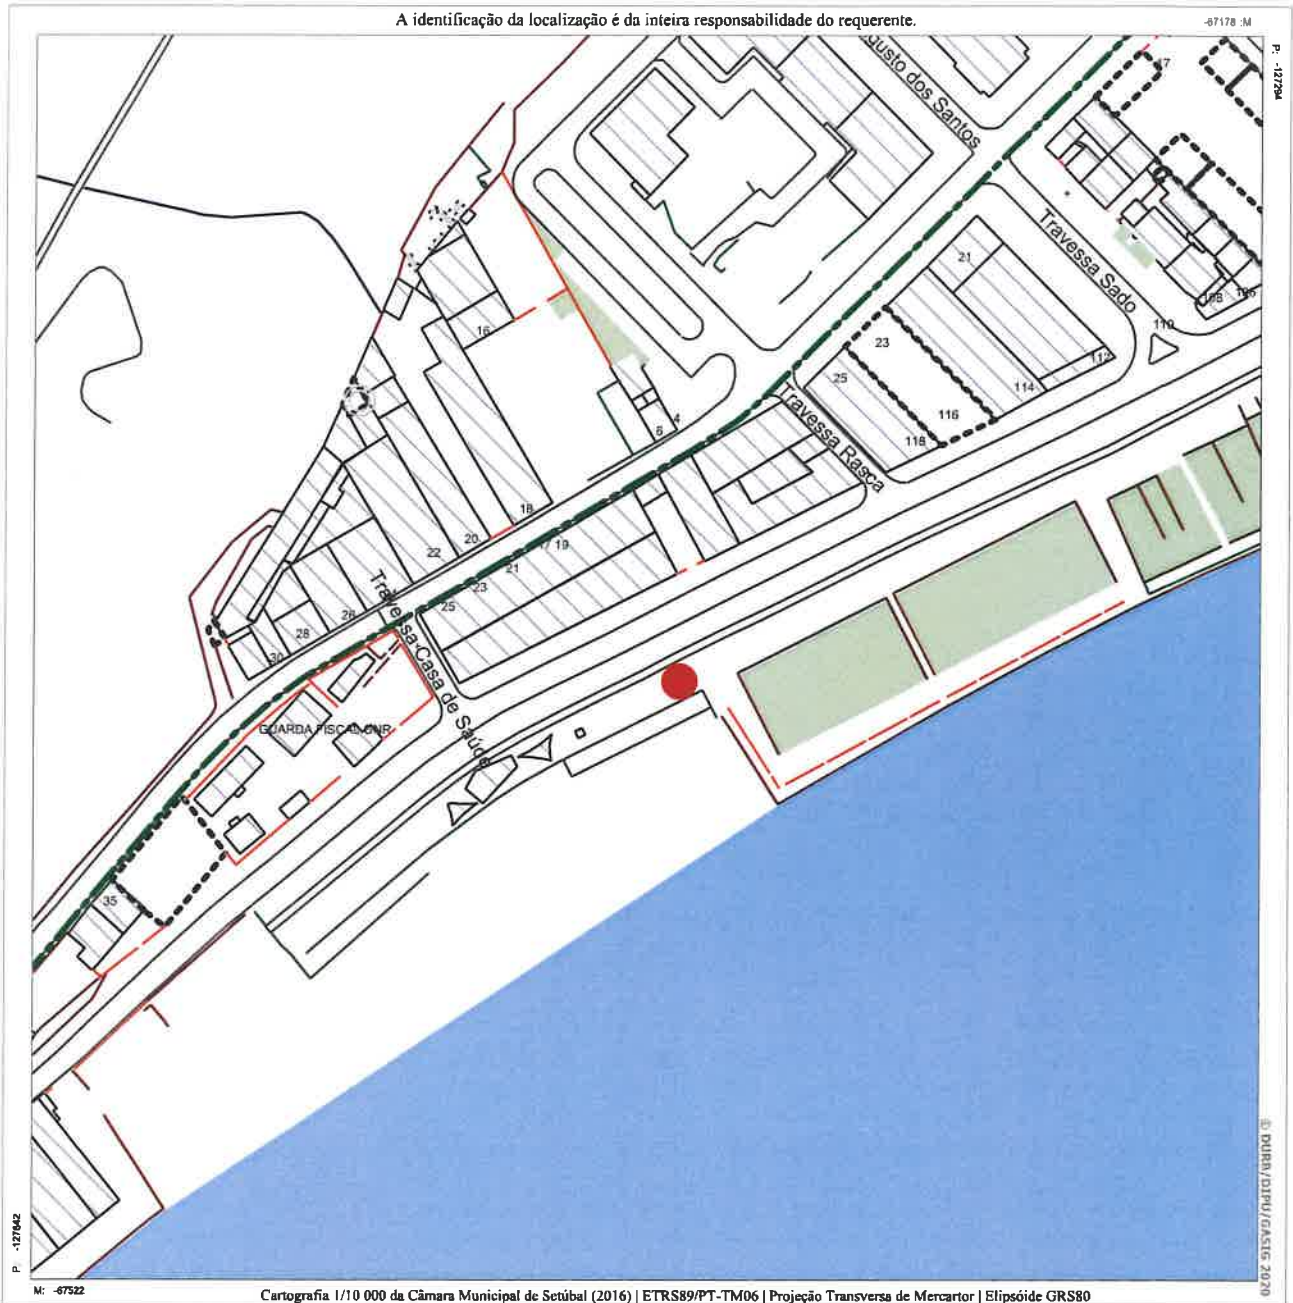 A identificação da localização é da inteira responsabilidade do requerente.
-67178 :M
P: -127294
gusto dos Santos
47
Travessa Sado
21
108
126
110
112
114
23
25
116
118
16
4
6
Travessa Rasca
18
20
22
17 19
21
23
25
26
28
30
Travessa Casa de Saúde
GUARDA FISCAL GNR
35
P: -127642
M: -67522
© DURB/DIPU/GASIG 2020
Cartografia 1/10 000 da Câmara Municipal de Setúbal (2016) | ETRS89/PT-TM06 | Projeção Transversa de Mercartor | Elipsóide GRS80